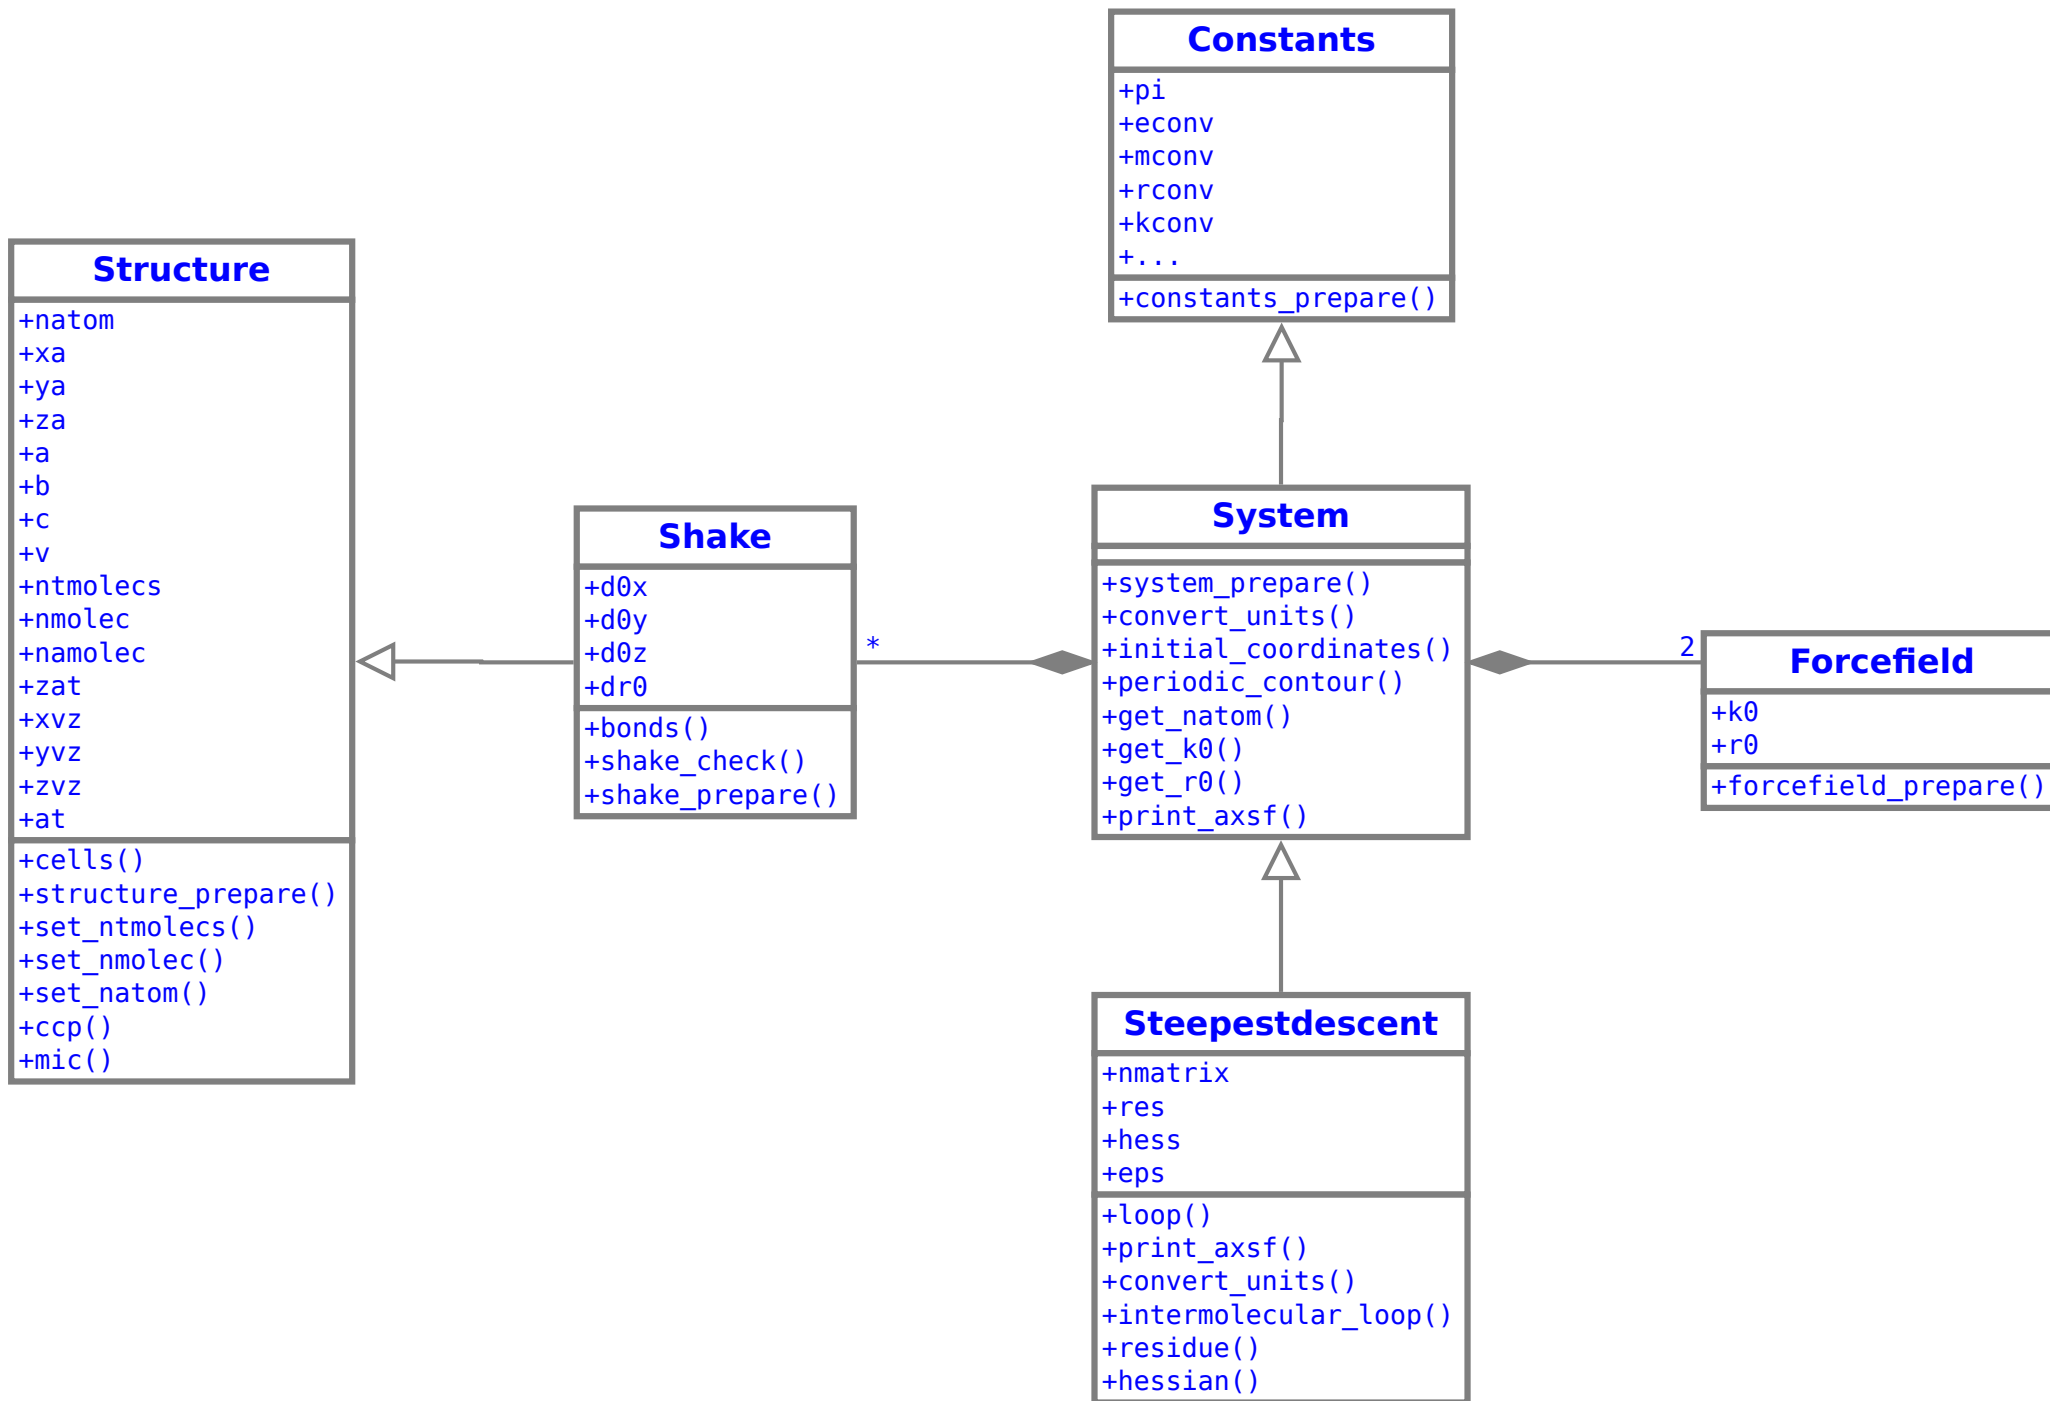 Constants
+pi
+econv
+mconv
+rconv
+kconv
+...
+constants_prepare()
Structure
+natom
+xa
+ya
+za
+a
+b
+c
+v
+ntmolecs
+nmolec
+namolec
+zat
+xvz
+yvz
+zvz
+at
+cells()
+structure_prepare()
+set_ntmolecs()
+set_nmolec()
+set_natom()
+ccp()
+mic()
Shake
+d0x
+d0y
+d0z
+dr0
+bonds()
+shake_check()
+shake_prepare()
*
System
+system_prepare()
+convert_units()
+initial_coordinates()
+periodic_contour()
+get_natom()
+get_k0()
+get_r0()
+print_axsf()
2
Forcefield
+k0
+r0
+forcefield_prepare()
Steepestdescent
+nmatrix
+res
+hess
+eps
+loop()
+print_axsf()
+convert_units()
+intermolecular_loop()
+residue()
+hessian()